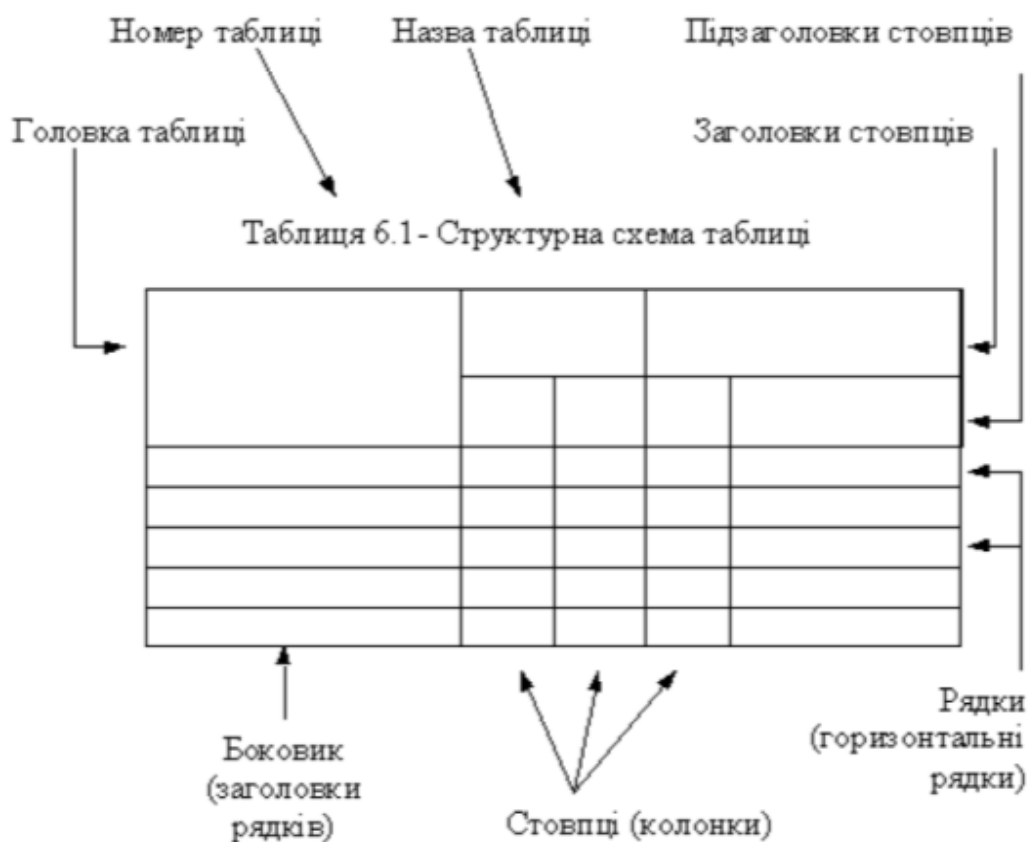 Номер таблиці
Назва таблиці
Підзаголовки стовпців
Головка таблиці
Заголовки стовпців
Таблиця 6.1- Структурна схема таблиці
Рядки
(горизонтальні
рядки)
Боковик
(заголовки
рядків)
Стовпці (колонки)